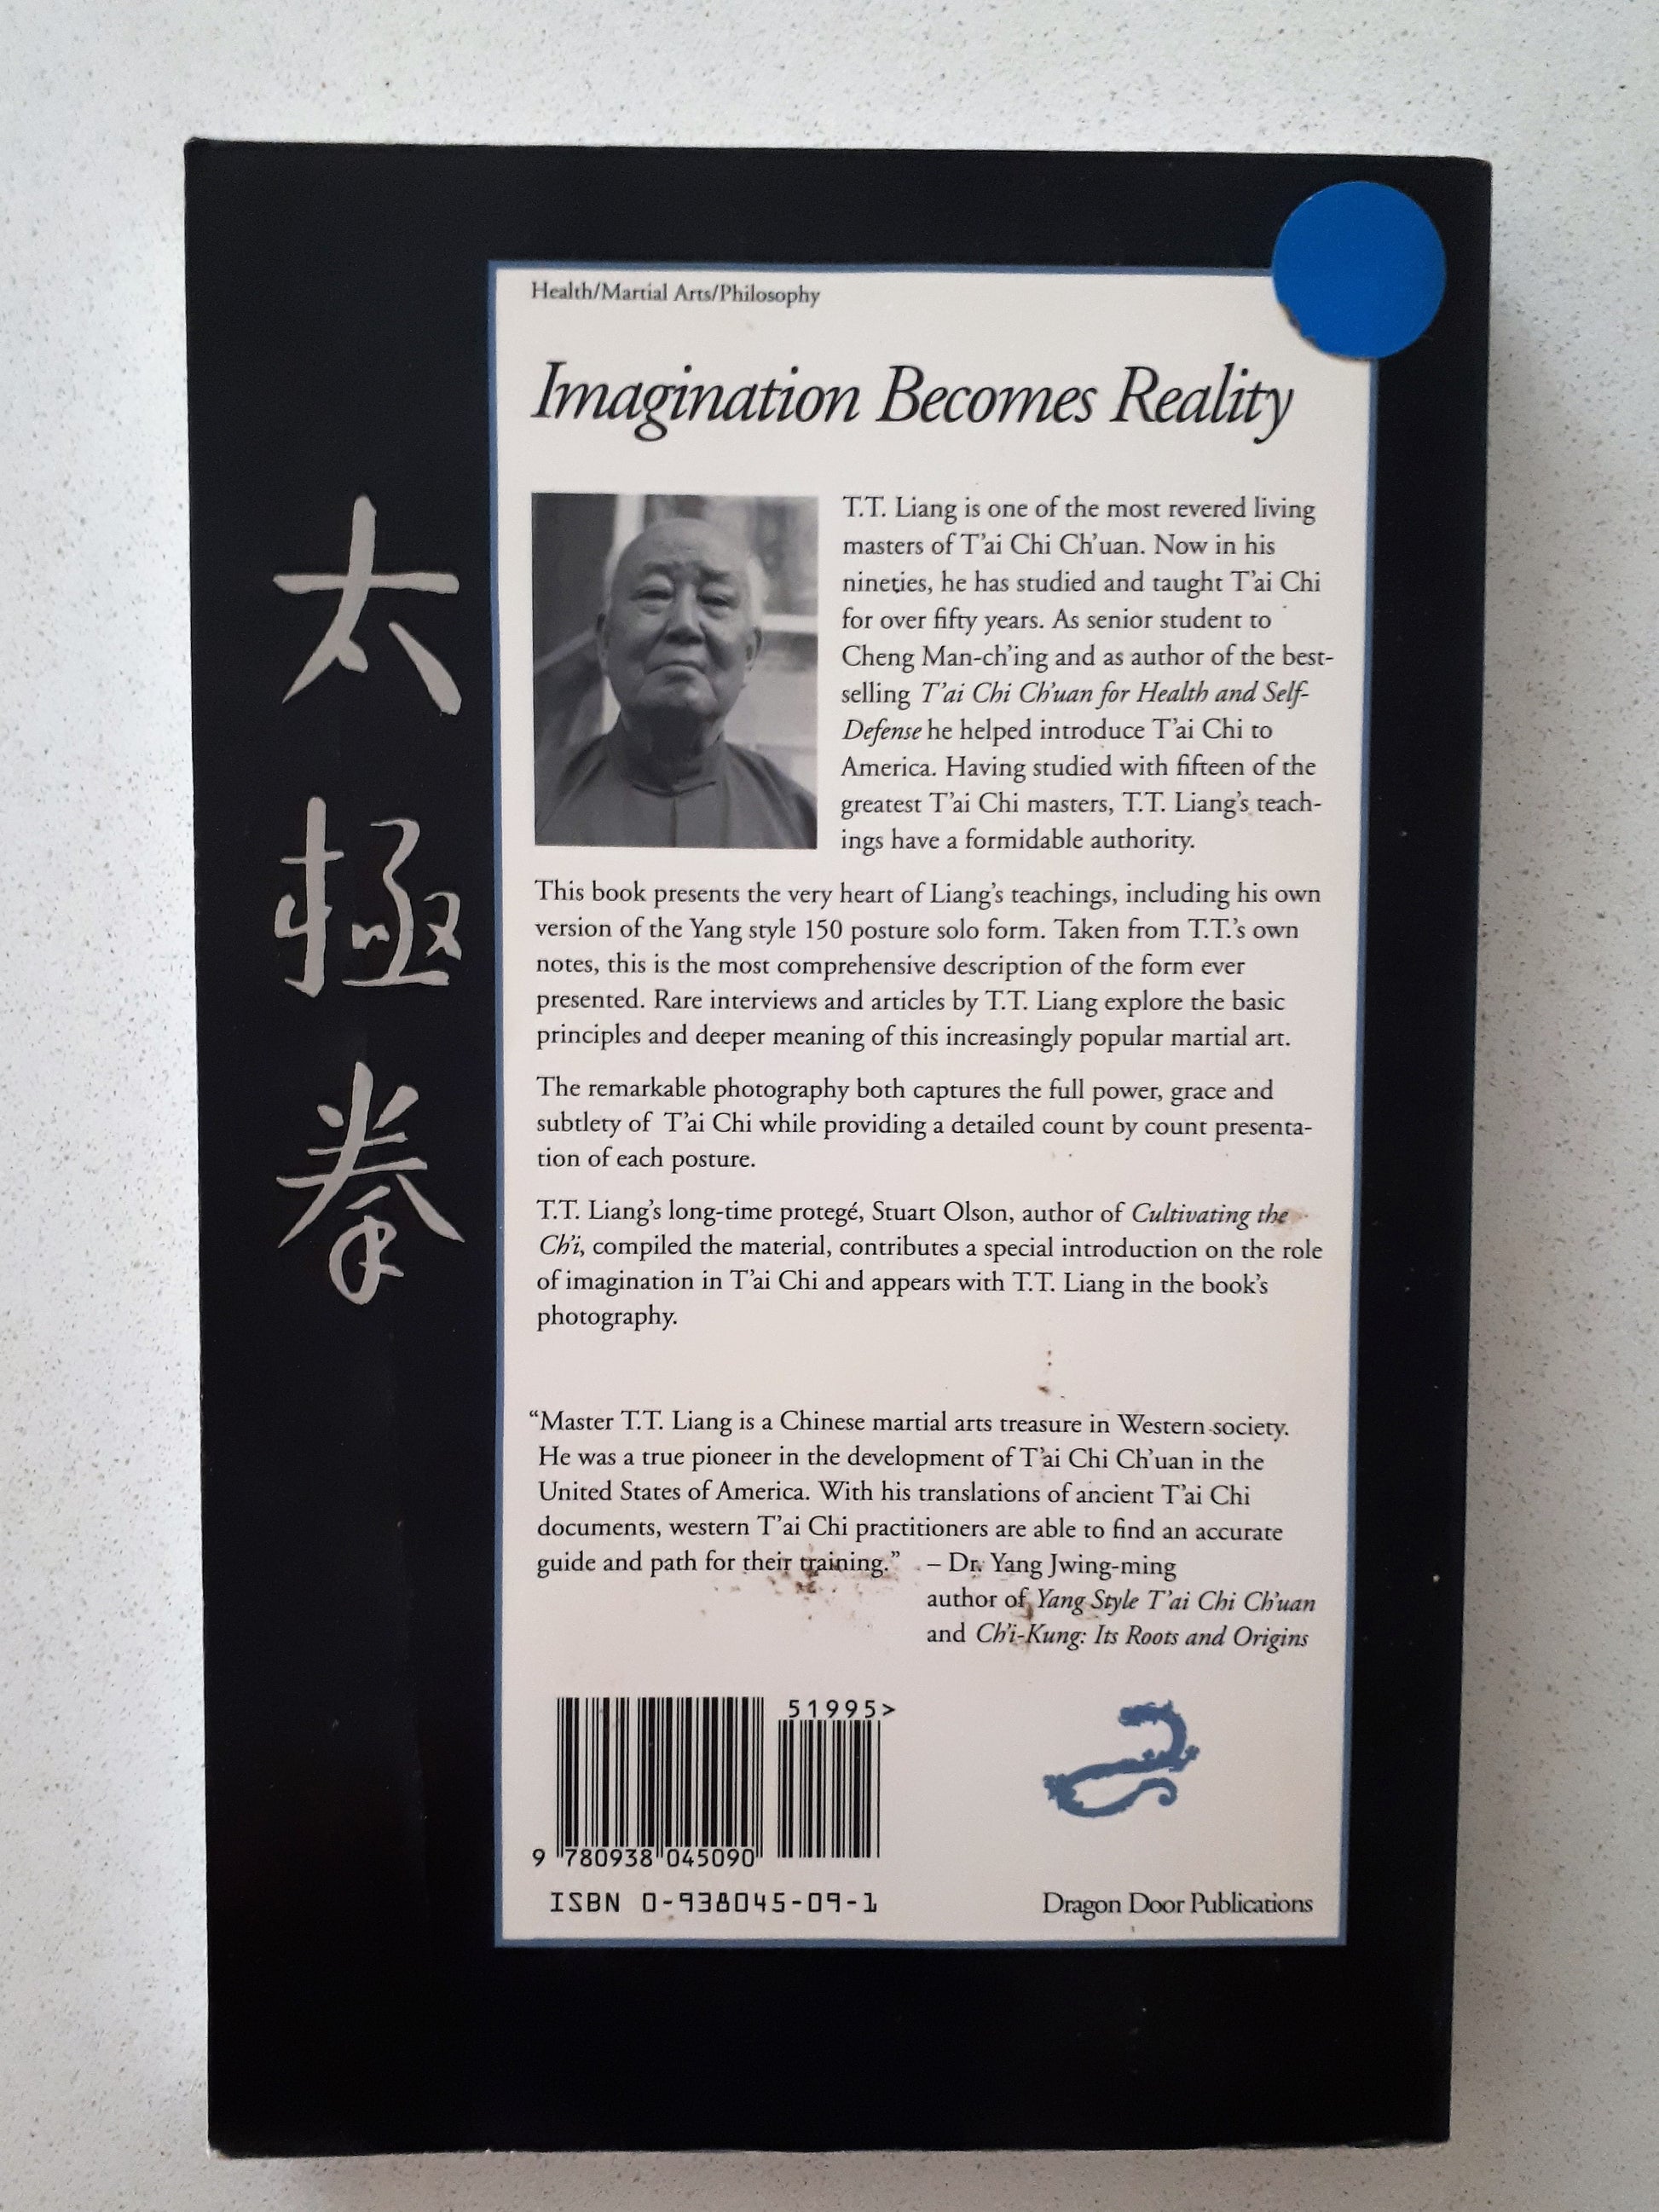 Health/Martial Arts/Philosophy
Imagination Becomes Reality
太
極
拳
T.T. Liang is one of the most revered living
masters of T'ai Chi Ch'uan. Now in his
nineties, he has studied and taught T'ai Chi
for over fifty years. As senior student to
Cheng Man-ch'ing and as author of the best-
selling T'ai Chi Ch'uan for Health and Self-
Defense he helped introduce T'ai Chi to
America. Having studied with fifteen of the
greatest T'ai Chi masters, T.T. Liang's teach-
ings have a formidable authority.
This book presents the very heart of Liang's teachings, including his own
version of the Yang style 150 posture solo form. Taken from T.T.'s own
notes, this is the most comprehensive description of the form ever
presented. Rare interviews and articles by T.T. Liang explore the basic
principles and deeper meaning of this increasingly popular martial art.
The remarkable photography both captures the full power, grace and
subtlety of T'ai Chi while providing a detailed count by count presenta-
tion of each posture.
T.T. Liang's long-time protegé, Stuart Olson, author of Cultivating the
Ch'i, compiled the material, contributes a special introduction on the role
of imagination in T'ai Chi and appears with T.T. Liang in the book's
photography.
“Master T.T. Liang is a Chinese martial arts treasure in Western society.
He was a true pioneer in the development of T'ai Chi Ch'uan in the
United States of America. With his translations of ancient T'ai Chi
documents, western T'ai Chi practitioners are able to find an accurate
guide and path for their training.” – Dr. Yang Jwing-ming
author of Yang Style T'ai Chi Ch'uan
and Ch'i-Kung: Its Roots and Origins
51995>
9 780938 045090
ISBN 0-938045-09-1
Dragon Door Publications